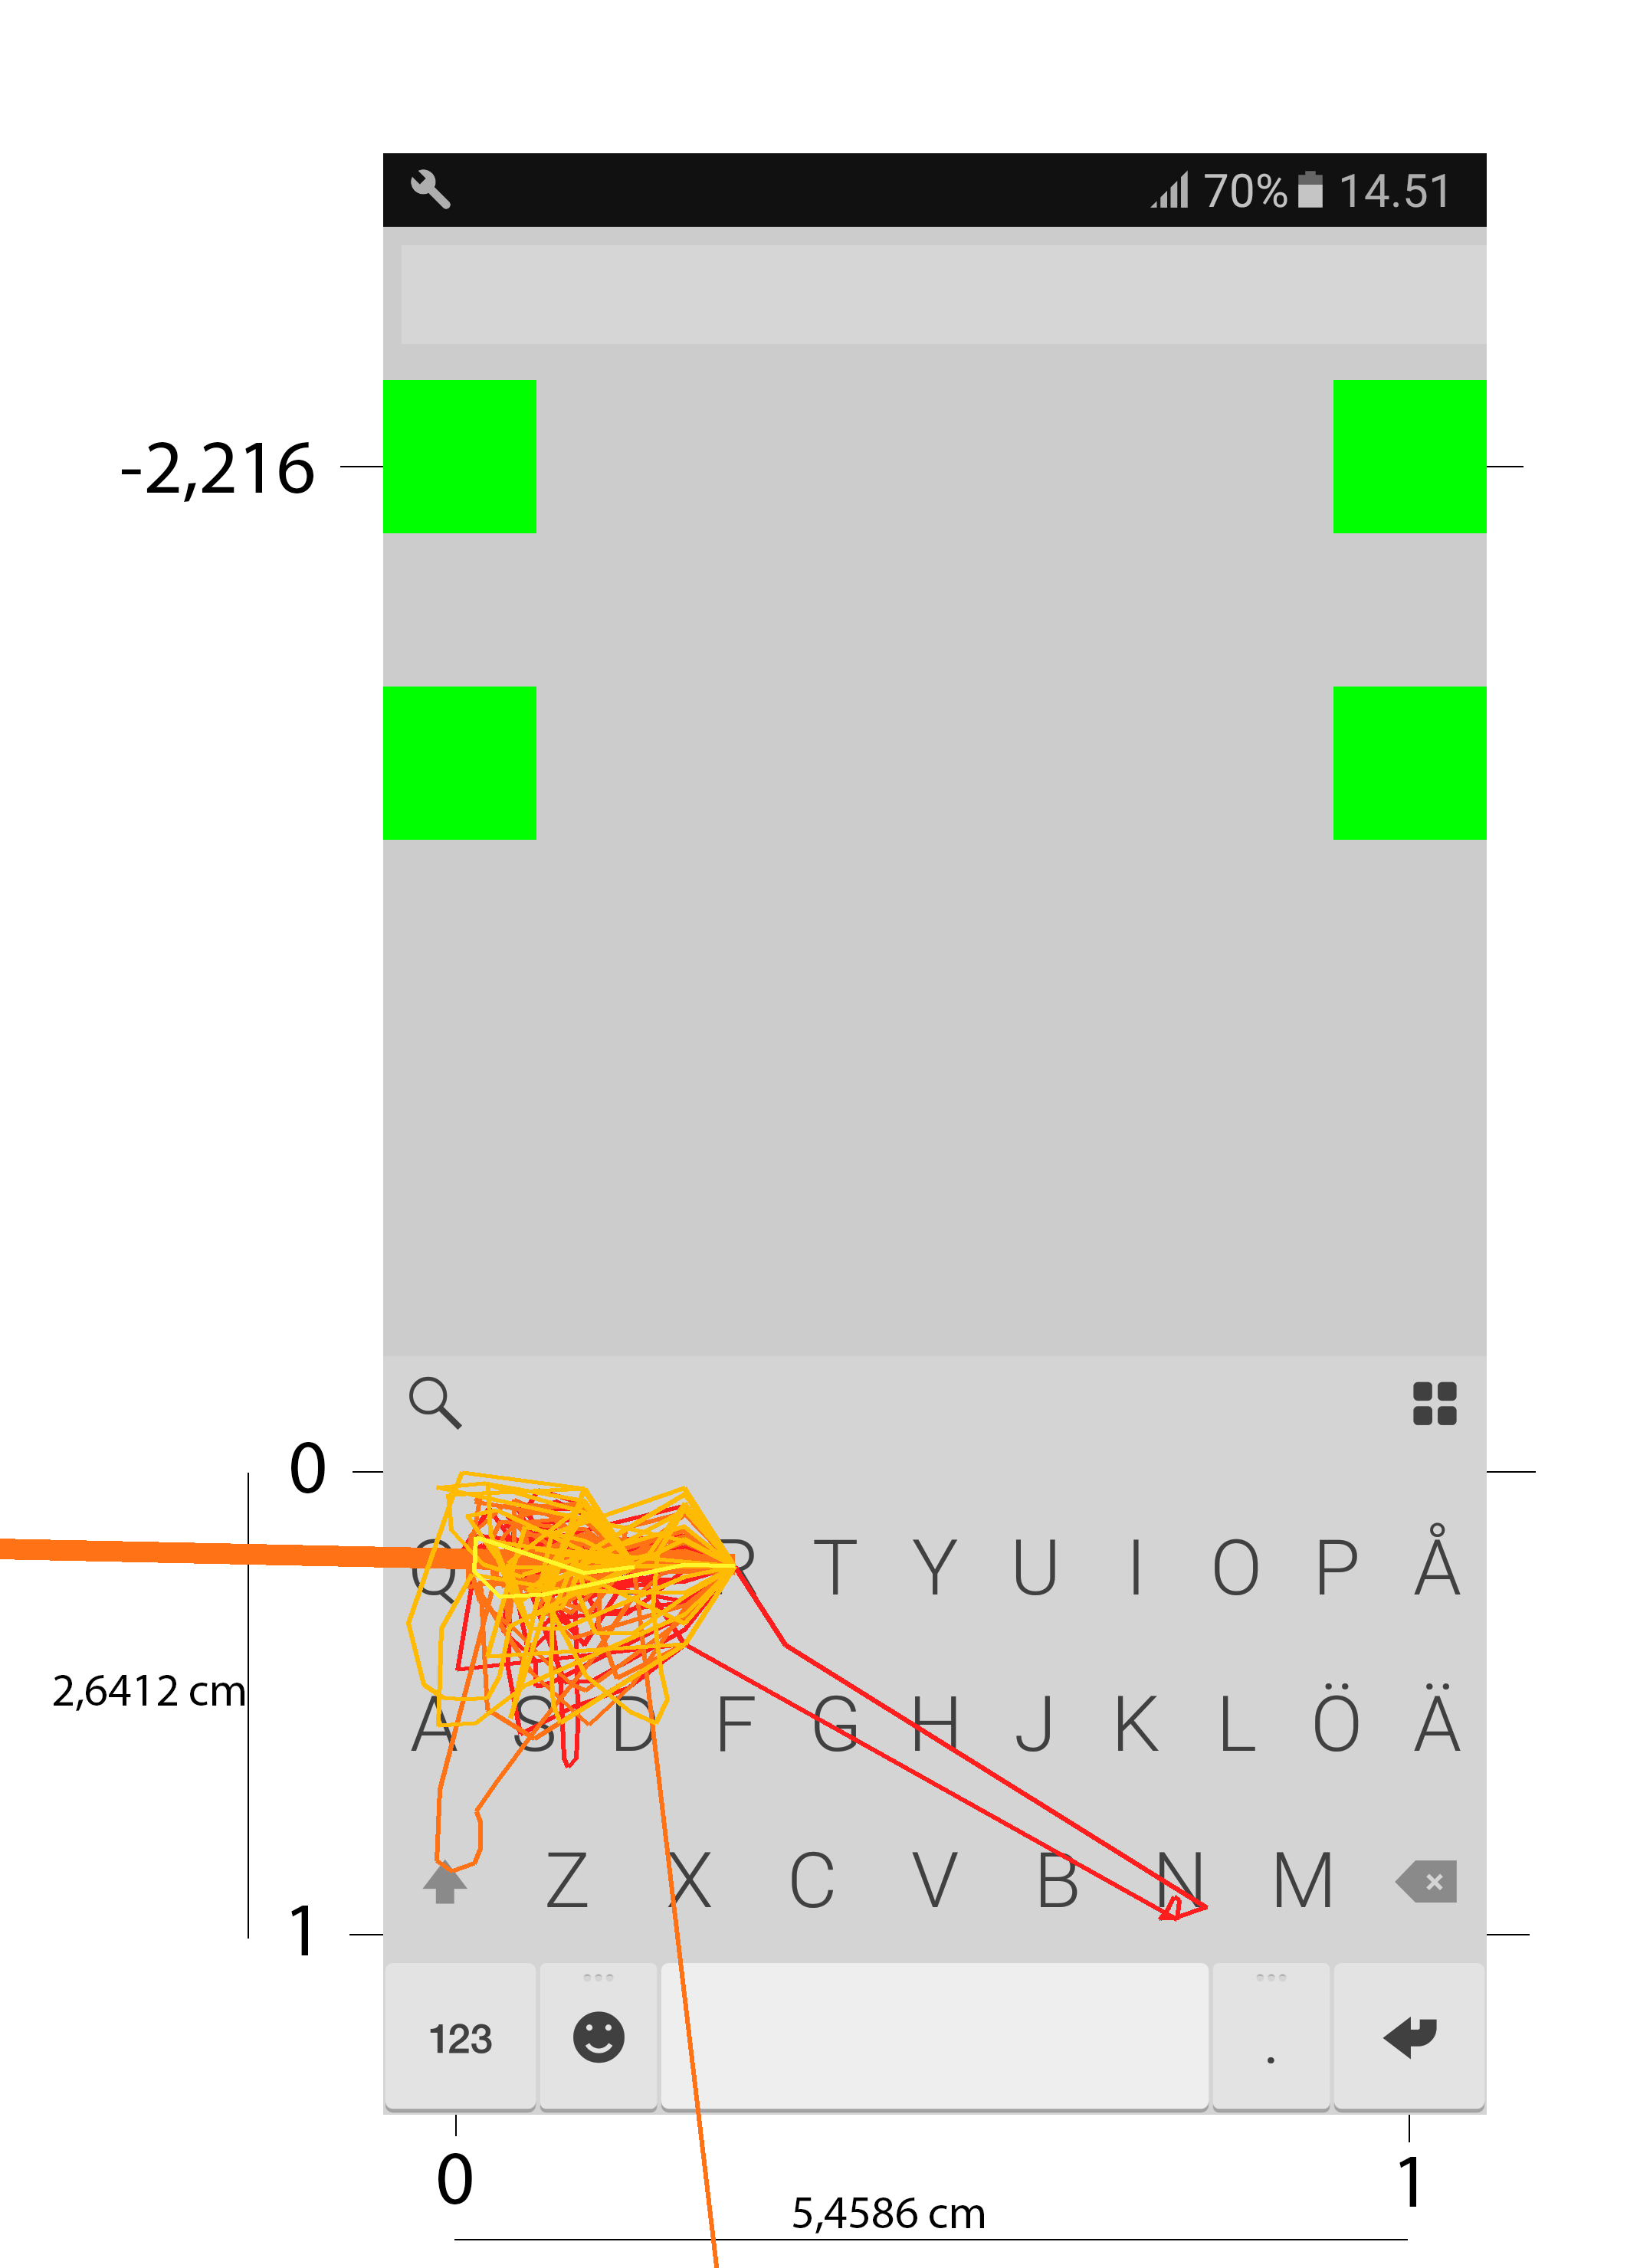 70% 14.51
-2,216
0
Q R T Y U I O P Å
2,6412 cm
A S D F G H J K L Ö Ä
Z X C V B N M
1
123 .
0 1
5,4586 cm